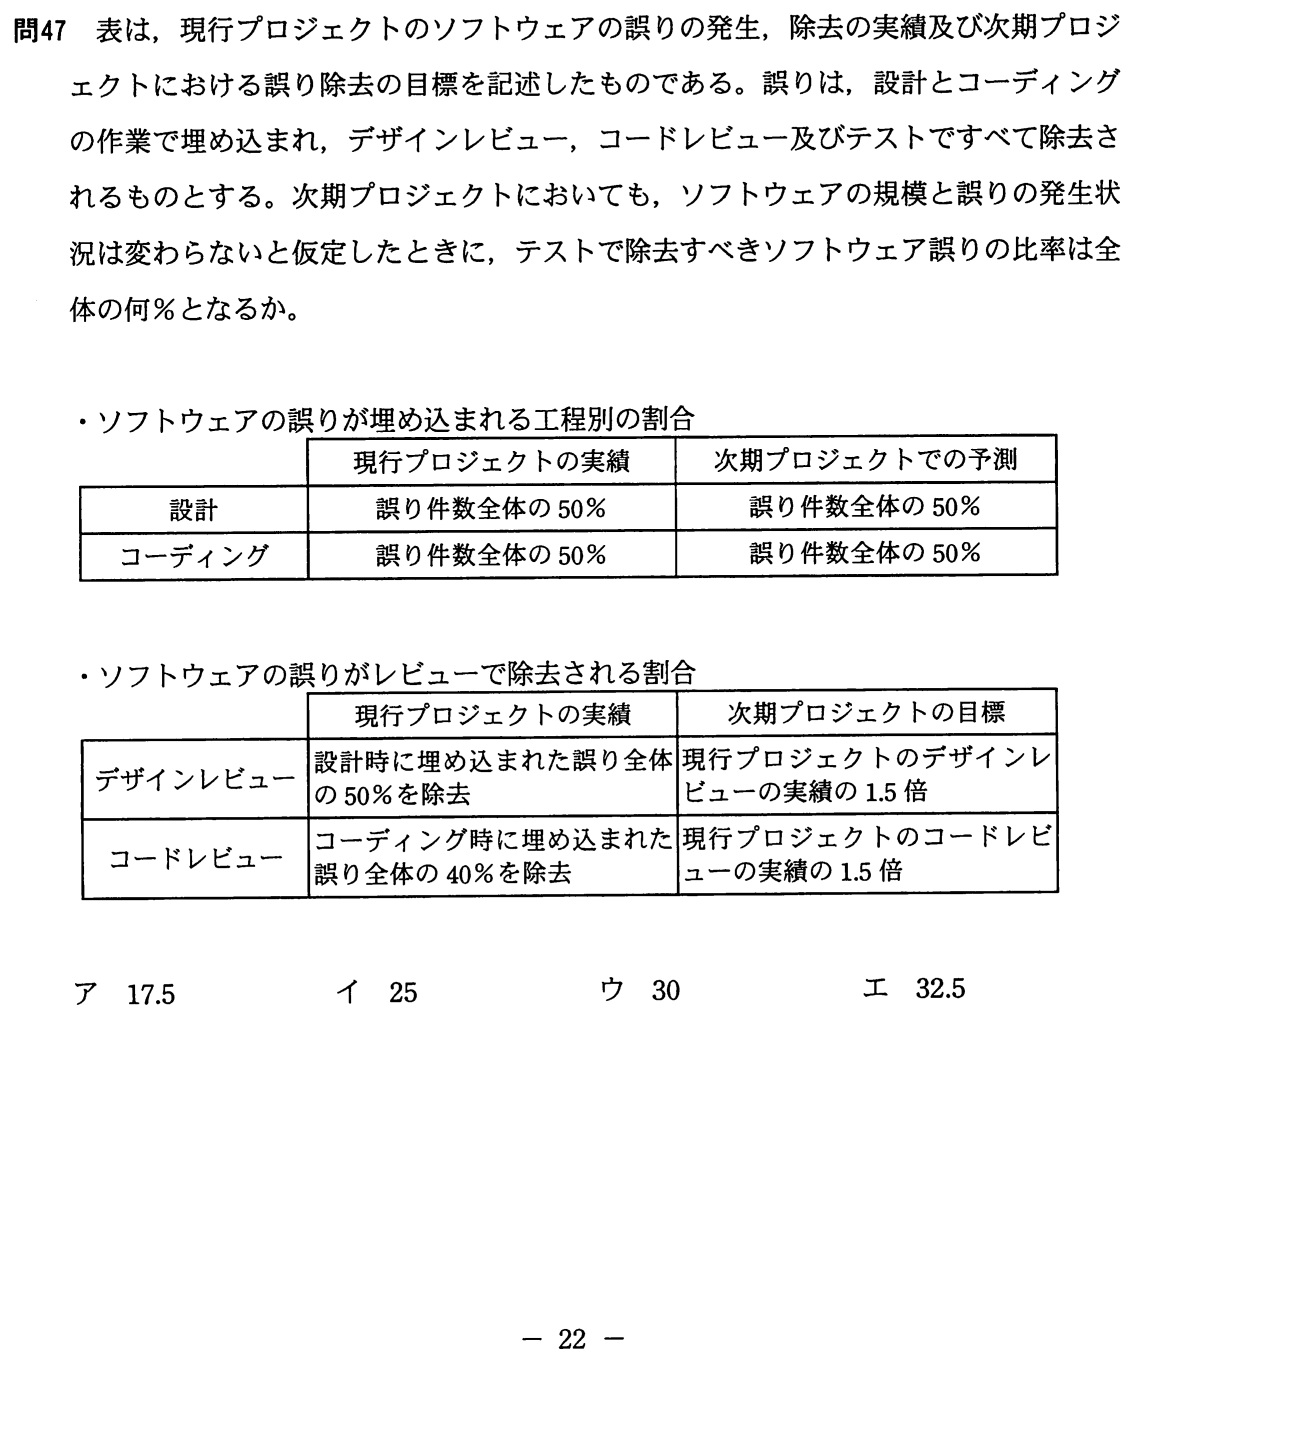 問47 表は，現行プロジェクトのソフトウェアの誤りの発生，除去の実績及び次期プロジ
ェクトにおける誤り除去の目標を記述したものである。誤りは，設計とコーディング
の作業で埋め込まれ，デザインレビュー，コードレビュー及びテストですべて除去さ
れるものとする。次期プロジェクトにおいても，ソフトウェアの規模と誤りの発生状
況は変わらないと仮定したときに，テストで除去すべきソフトウェア誤りの比率は全
体の何％となるか。
・ソフトウェアの誤りが埋め込まれる工程別の割合
現行プロジェクトの実績 次期プロジェクトでの予測
設計 誤り件数全体の 50％ 誤り件数全体の 50％
コーディング 誤り件数全体の 50％ 誤り件数全体の 50％
・ソフトウェアの誤りがレビューで除去される割合
現行プロジェクトの実績 次期プロジェクトの目標
デザインレビュー
設計時に埋め込まれた誤り全体
の 50％を除去
現行プロジェクトのデザインレ
ビューの実績の 1.5 倍
コードレビュー
コーディング時に埋め込まれた
誤り全体の 40％を除去
現行プロジェクトのコードレビ
ューの実績の 1.5 倍
ア 17.5 イ 25 ウ 30 エ 32.5
－ 22 －